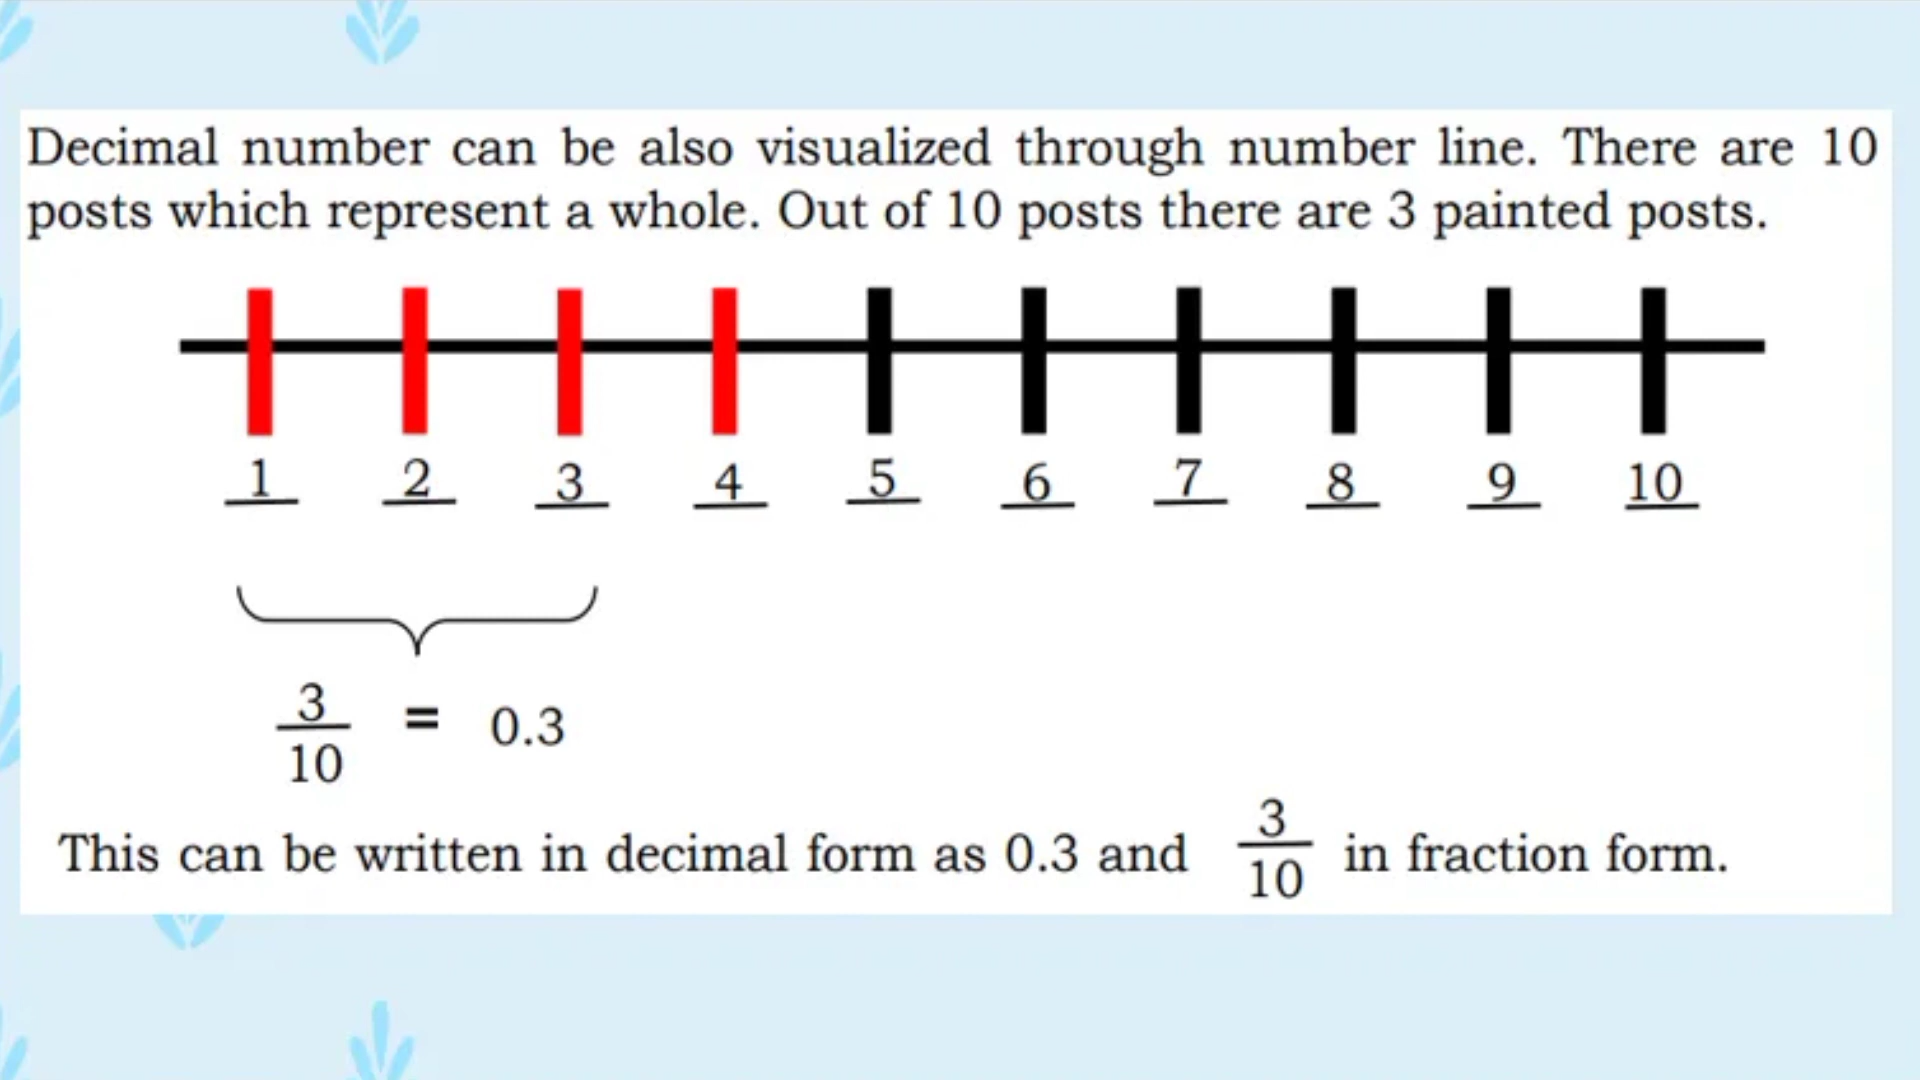 Decimal number can be also visualized through number line. There are 10
posts which represent a whole. Out of 10 posts there are 3 painted posts.
1 2 3 4 5 6 7 8 9 10
3
10
= 0.3
This can be written in decimal form as 0.3 and 3/10 in fraction form.